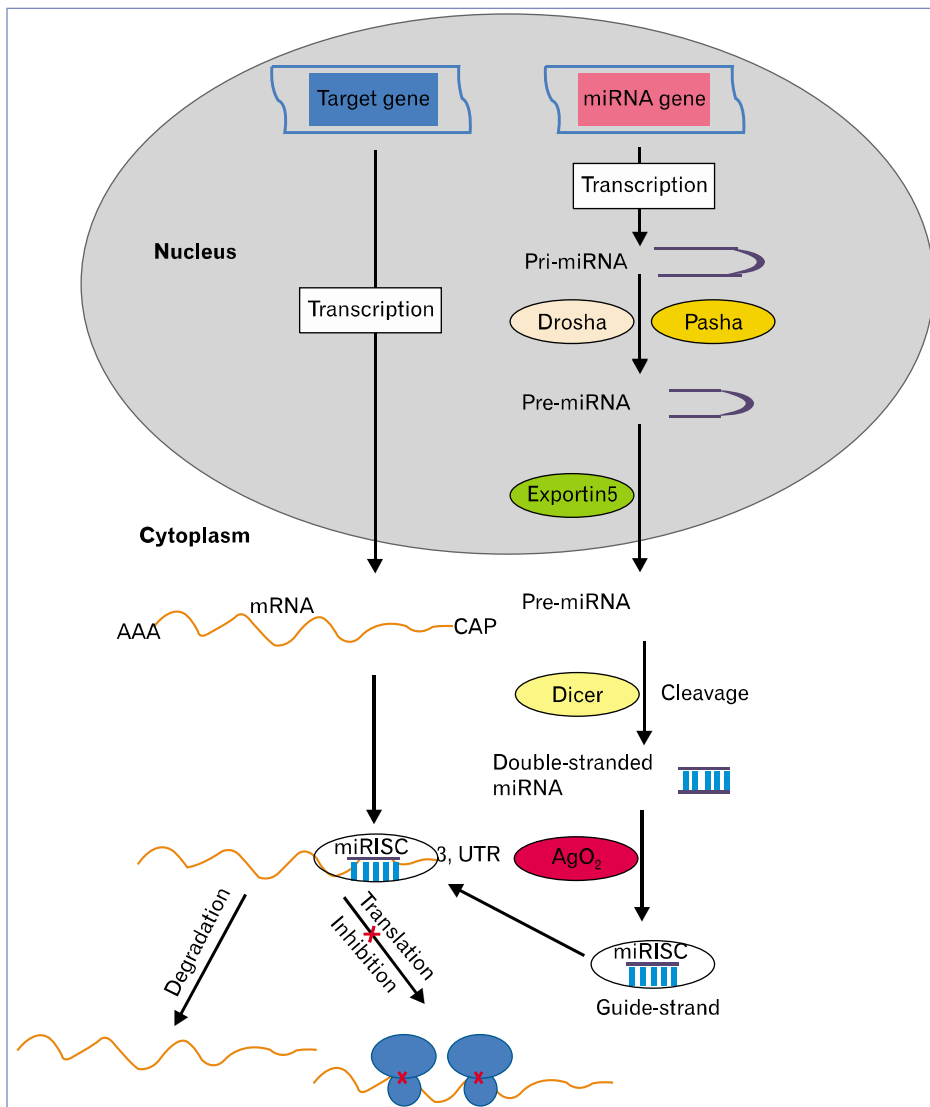 Target gene
miRNA gene
Transcription
Nucleus
Pri-miRNA
Transcription
Drosha
Pasha
Pre-miRNA
Exportin5
Cytoplasm
Pre-miRNA
mRNA
AAA
CAP
Dicer
Cleavage
Double-stranded
miRNA
miRISC
3, UTR
AgO₂
Degradation
Translation
Inhibition
miRISC
Guide-strand